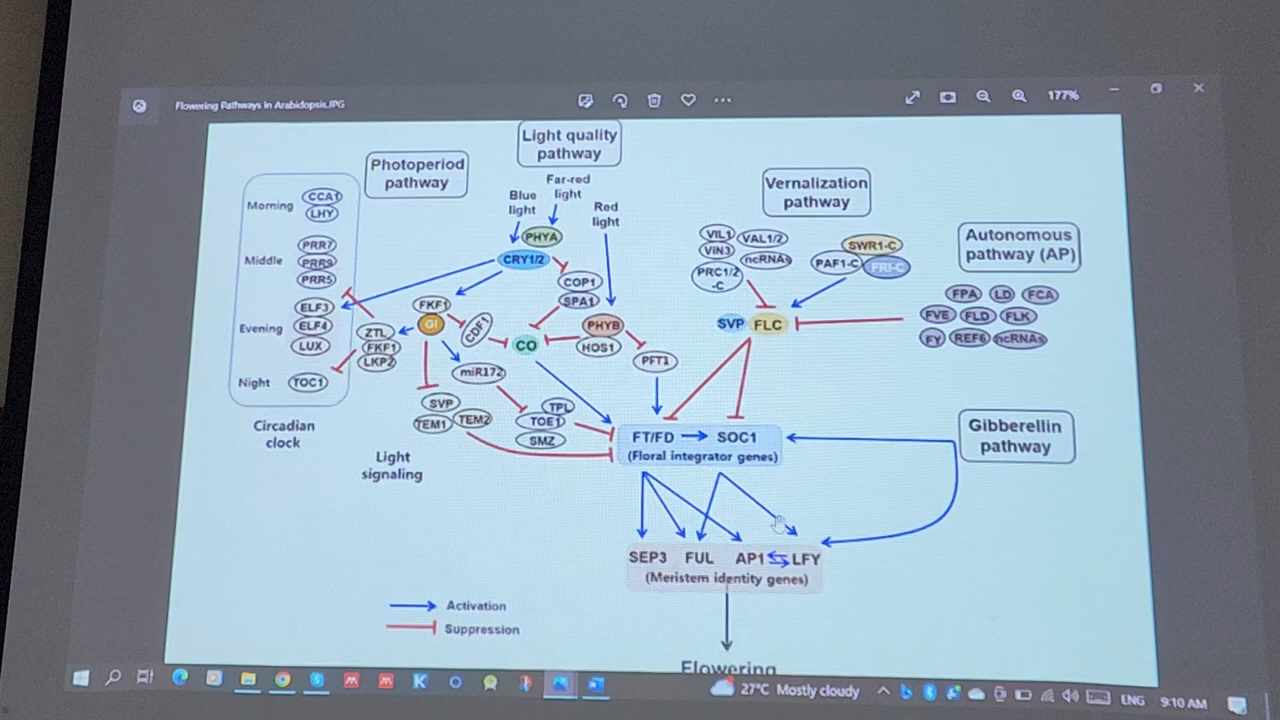 Flowering Pathways in Arabidopsis.JPG
177%
Light quality
pathway
Photoperiod
pathway
Vernalization
pathway
Autonomous
pathway (AP)
Gibberellin
pathway
Far-red
light
Blue
light
Red
light
Morning
CCA1
LHY
Middle
PRR7
PRR9
PRR5
Evening
ELF3
ELF4
LUX
Night
TOC1
Circadian
clock
PHYA
CRY1/2
COP1
SPA1
FKF1
GI
CDF1
CO
PHYB
HOS1
PFT1
ZTL
FKF1
LKP2
miR172
SVP
TEM1
TEM2
TPL
TOE1
SMZ
Light
signaling
VIL1
VAL1/2
VIN3
ncRNAs
PRC1/2
-C
SWR1-C
PAF1-C
FRI-C
SVP
FLC
FPA
LD
FCA
FVE
FLD
FLK
FY
REF6
ncRNAs
FT/FD
SOC1
(Floral integrator genes)
SEP3 FUL AP1 LFY
(Meristem identity genes)
Activation
Suppression
Flowering
27°C Mostly cloudy
ENG
9:10 AM